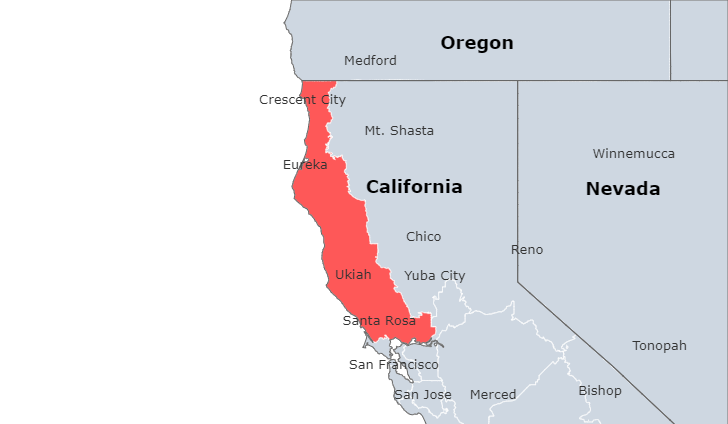 Oregon
Medford
Crescent City
Mt. Shasta
Winnemucca
Eureka
California
Nevada
Chico
Reno
Ukiah
Yuba City
Santa Rosa
Tonopah
San Francisco
San Jose
Merced
Bishop